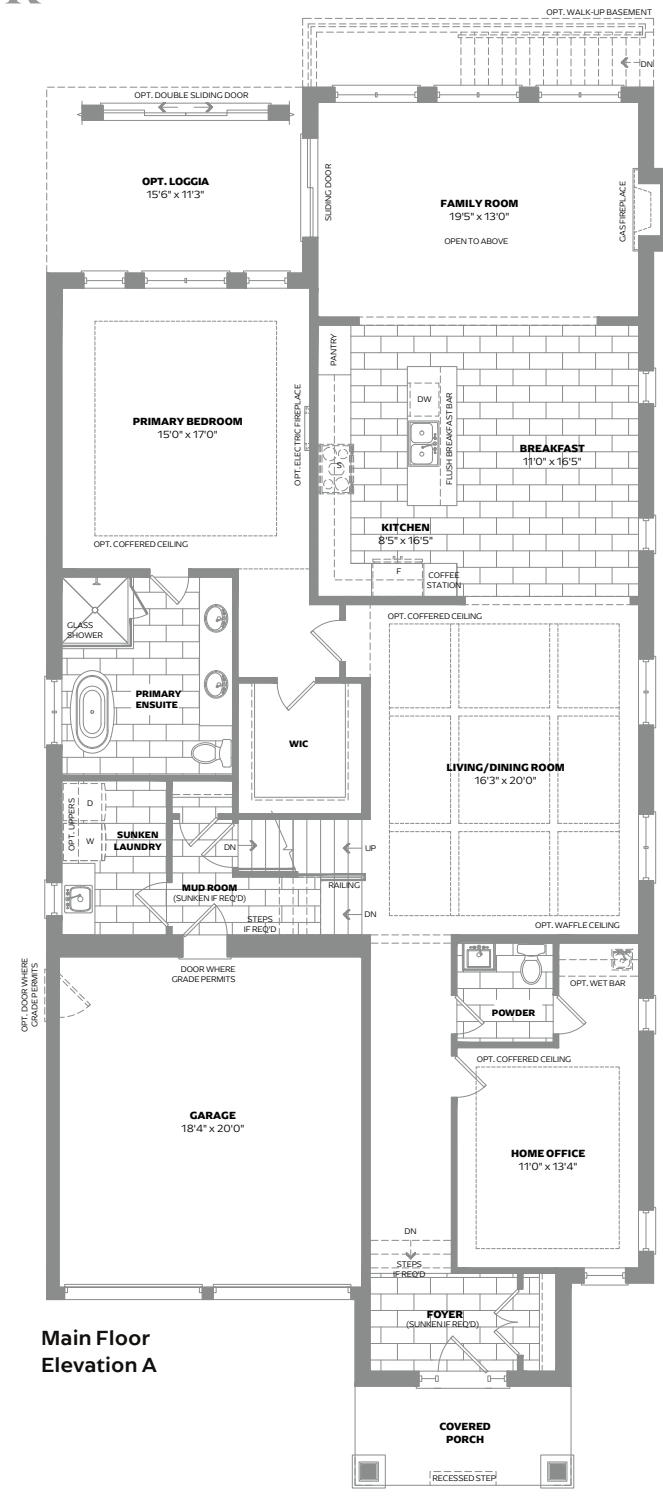 OPT. WALK-UP BASEMENT
DN
OPT. DOUBLE SLIDING DOOR
OPT. LOGGIA
15'6" x 11'3"
SLIDING DOOR
FAMILY ROOM
19'5" x 13'0"
OPEN TO ABOVE
GAS FIREPLACE
PANTRY
DW
FLUSH BREAKFAST BAR
S
PRIMARY BEDROOM
15'0" x 17'0"
OPT. ELECTRIC FIREPLACE
BREAKFAST
11'0" x 16'5"
KITCHEN
8'5" x 16'5"
OPT. COFFERED CEILING
F
COFFEE
STATION
GLASS
SHOWER
OPT. COFFERED CEILING
PRIMARY
ENSUITE
WIC
LIVING/DINING ROOM
16'3" x 20'0"
OPT. UPPERS
D
W
SUNKEN
LAUNDRY
DN
UP
MUD ROOM
(SUNKEN IF REQ'D)
RAILING
STEPS
IF REQ'D
DN
OPT. WAFFLE CEILING
DOOR WHERE
GRADE PERMITS
OPT. DOOR WHERE
GRADE PERMITS
OPT. WET BAR
POWDER
OPT. COFFERED CEILING
GARAGE
18'4" x 20'0"
HOME OFFICE
11'0" x 13'4"
DN
STEPS
IF REQ'D
FOYER
(SUNKEN IF REQ'D)
Main Floor
Elevation A
COVERED
PORCH
RECESSED STEP